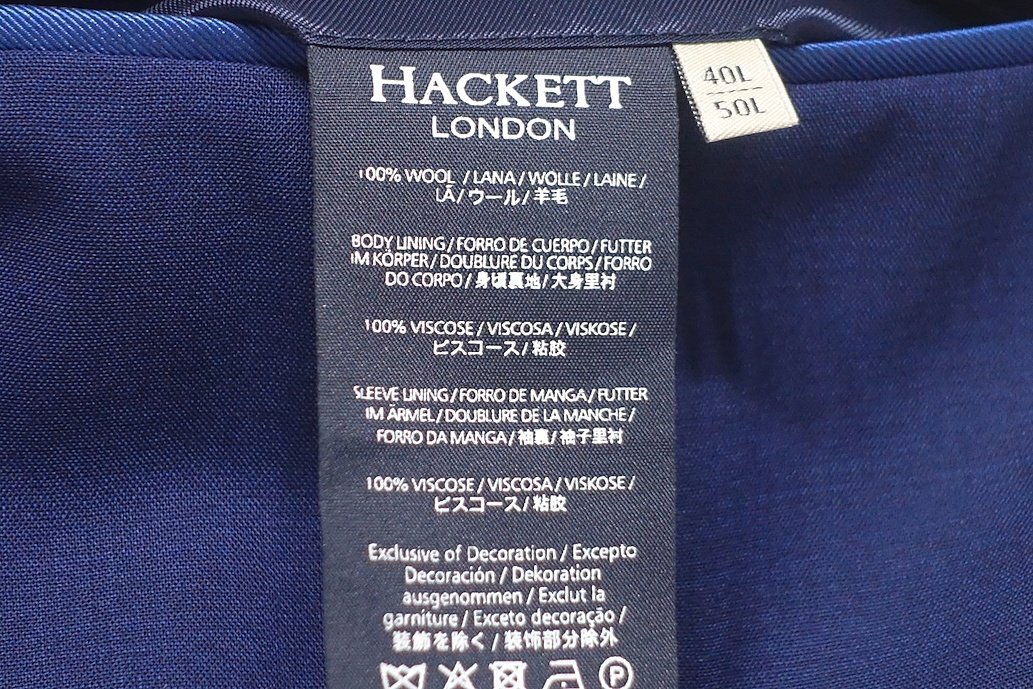 HACKETT
LONDON
40L
50L
100% WOOL / LANA / WOLLE / LAINE /
LÃ / ウール / 羊毛
BODY LINING / FORRO DE CUERPO / FUTTER
IM KÖRPER / DOUBLURE DU CORPS / FORRO
DO CORPO / 身頃裏地 / 大身里衬
100% VISCOSE / VISCOSA / VISKOSE /
ビスコース / 粘胶
SLEEVE LINING / FORRO DE MANGA / FUTTER
IM ÄRMEL / DOUBLURE DE LA MANCHE /
FORRO DA MANGA / 袖裏 / 袖子里衬
100% VISCOSE / VISCOSA / VISKOSE /
ビスコース / 粘胶
Exclusive of Decoration / Excepto
Decoración / Dekoration
ausgenommen / Exclut la
garniture / Exceto decoração /
装飾を除く / 装饰部分除外
P